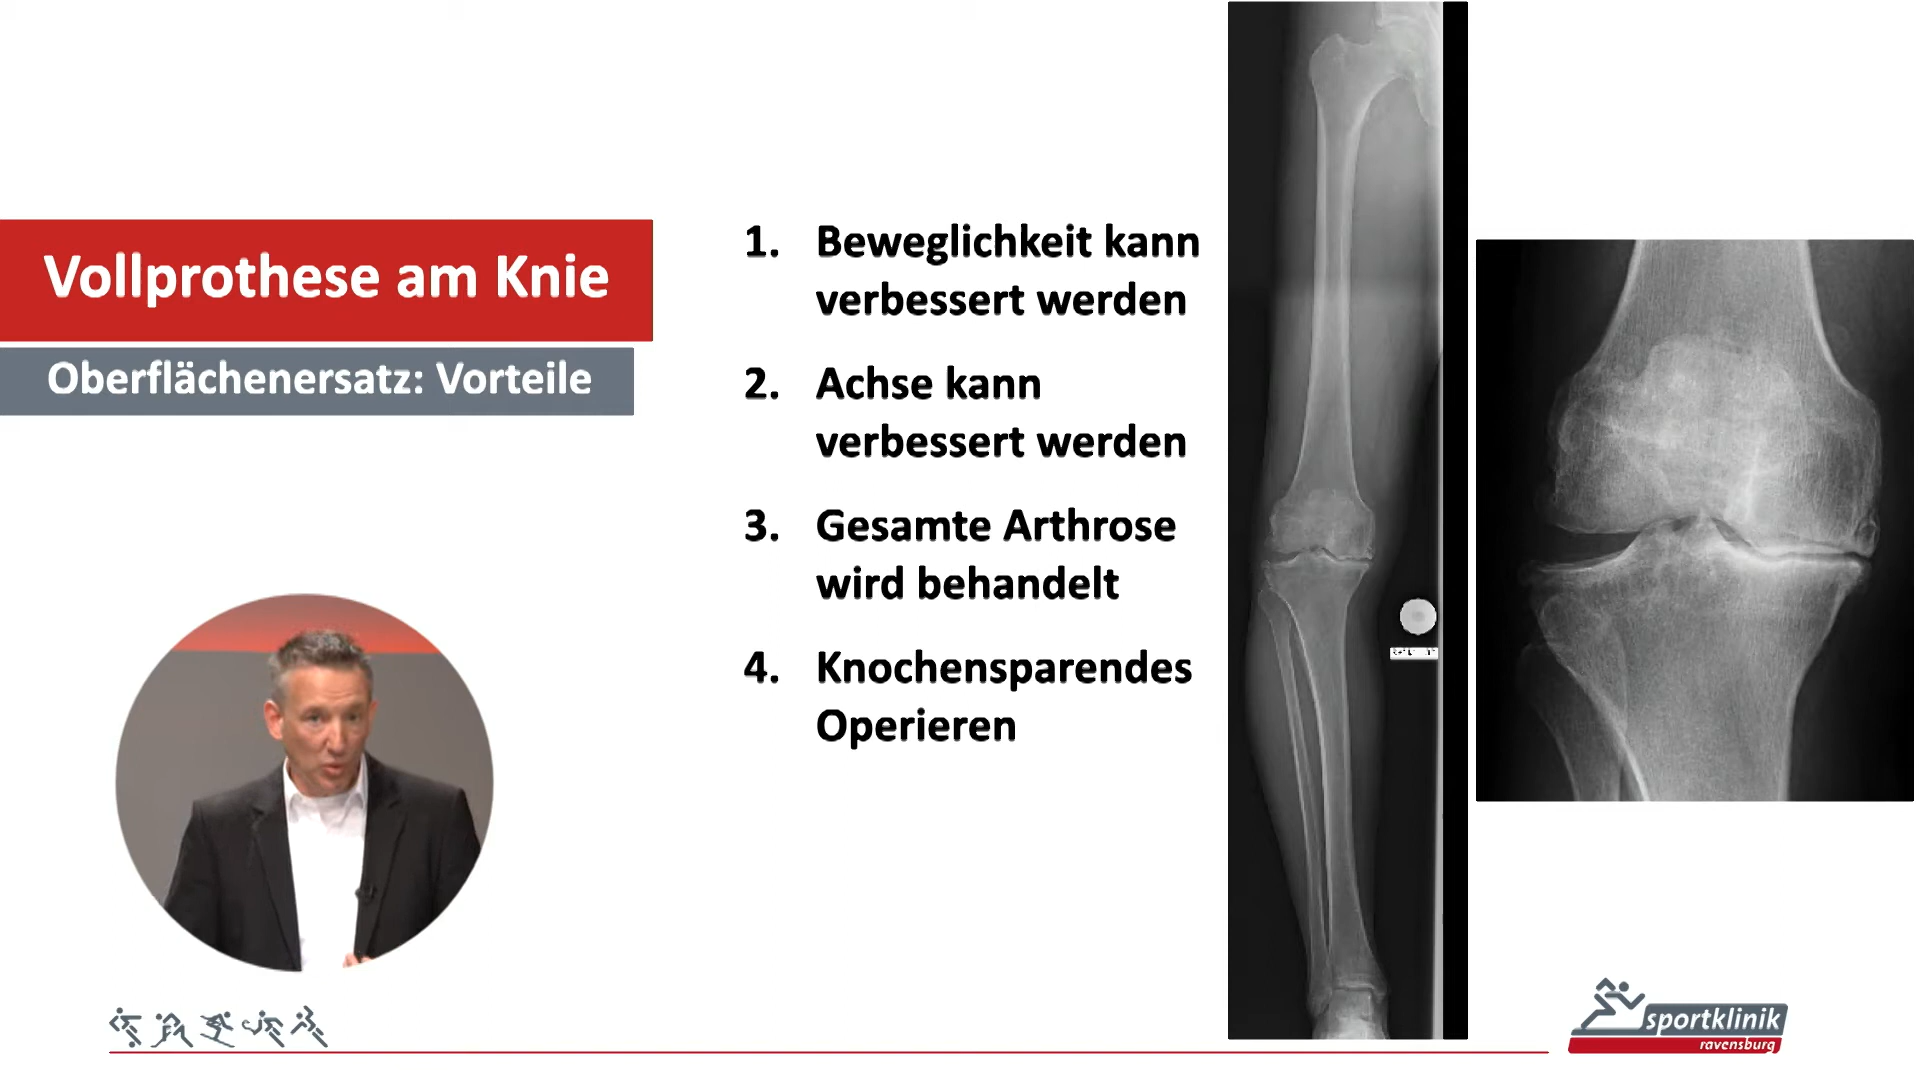 Vollprothese am Knie
Oberflächenersatz: Vorteile
1. Beweglichkeit kann
verbessert werden
2. Achse kann
verbessert werden
3. Gesamte Arthrose
wird behandelt
4. Knochensparendes
Operieren
sportklinik
ravensburg